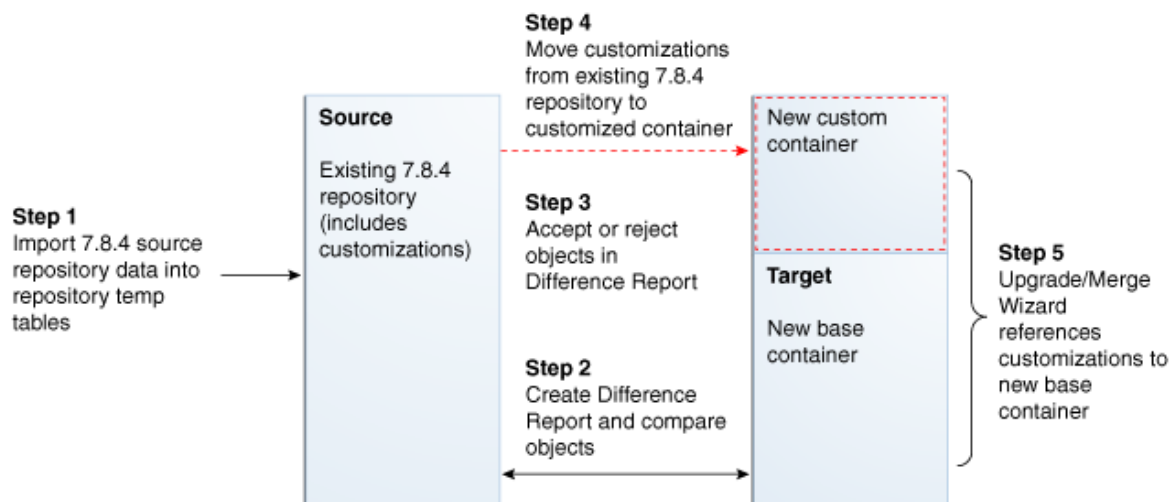 Step 1
Import 7.8.4 source
repository data into
repository temp
tables
Source
Existing 7.8.4
repository
(includes
customizations)
Step 4
Move customizations
from existing 7.8.4
repository to
customized container
Step 3
Accept or reject
objects in
Difference Report
Step 2
Create Difference
Report and compare
objects
New custom
container
Target
New base
container
Step 5
Upgrade/Merge
Wizard
references
customizations to
new base
container